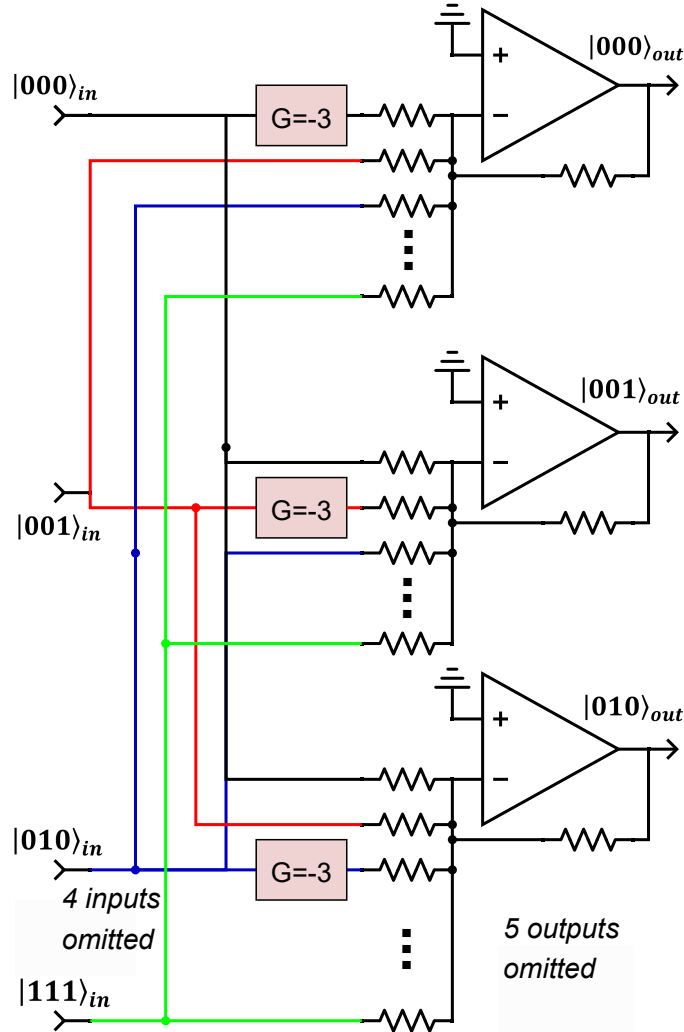 |000⟩out
|000⟩in
G=-3
+
−
|001⟩out
+
|001⟩in
G=-3
−
|010⟩out
+
−
|010⟩in
G=-3
4 inputs
omitted
5 outputs
omitted
|111⟩in